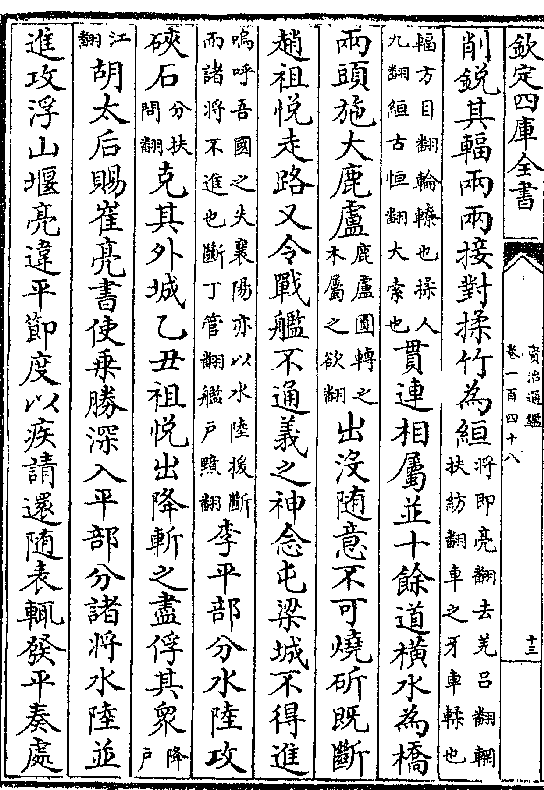 欽定四庫全書
資治通鑑
卷一百四十八
十三
削銳其輻兩兩接對揉竹為絙將即亮翻去羌呂翻輞扶紡翻車之牙車輮也
輻方目翻輪轑也揉人九翻絙古恒翻大索也貫連相屬並十餘道橫水為橋
兩頭施大鹿盧鹿盧圓轉之木屬之欲翻出沒随意不可燒斫既斷
趙祖悅走路又令戰艦不通義之神念屯梁城不得進
嗚呼吾國之失襄陽亦以水陸援斷而諸將不進也斷丁管翻艦戶黤翻李平部分水陸攻
硤石分扶問翻克其外城乙丑祖悅出降斬之盡俘其衆降戶
江翻胡太后賜崔亮書使乗勝深入平部分諸將水陸並
進攻浮山堰亮違平節度以疾請還随表輒發平奏處